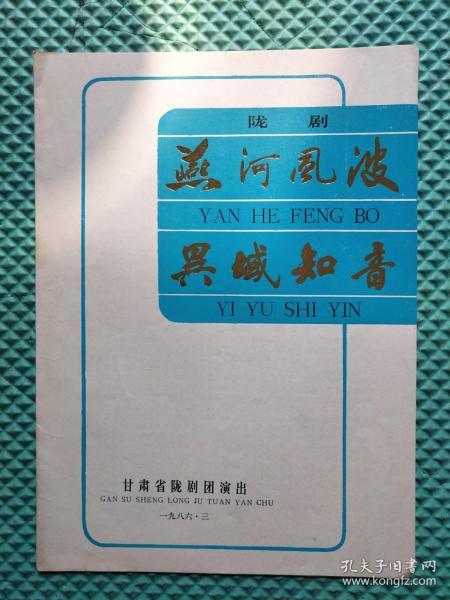 陇剧
燕河風波
YAN HE FENG BO
異域知音
YI YU SHI YIN
甘肃省陇剧团演出
GAN SU SHENG LONG JU TUAN YAN CHU
一九八六·三
孔夫子旧书网
www.kongfz.com